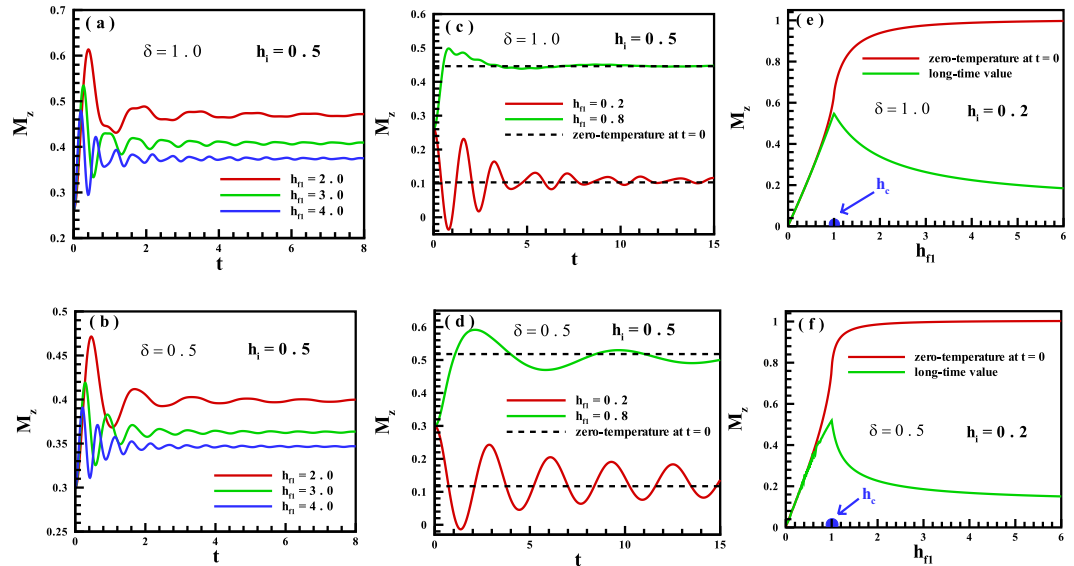 ( a )
δ = 1 . 0
h_i = 0 . 5
M_z
0.7
0.6
0.5
0.4
0.3
0.2
h_f1 = 2 . 0
h_f1 = 3 . 0
h_f1 = 4 . 0
0 2 4 6 8
t
( c )
δ = 1 . 0
h_i = 0 . 5
M_z
0.5
0.4
0.3
0.2
0.1
0
h_f1 = 0 . 2
h_f1 = 0 . 8
zero-temperature at t = 0
0 5 10 15
t
( e )
M_z
1
0.8
0.6
0.4
0.2
0
zero-temperature at t = 0
long-time value
δ = 1 . 0
h_i = 0 . 2
h_c
0 1 2 3 4 5 6
h_f1
( b )
δ = 0 . 5
h_i = 0 . 5
M_z
0.5
0.45
0.4
0.35
0.3
0.25
h_f1 = 2 . 0
h_f1 = 3 . 0
h_f1 = 4 . 0
0 2 4 6 8
t
( d )
δ = 0 . 5
h_i = 0 . 5
M_z
0.6
0.5
0.4
0.3
0.2
0.1
0
h_f1 = 0 . 2
h_f1 = 0 . 8
zero-temperature at t = 0
0 5 10 15
t
( f )
M_z
1
0.8
0.6
0.4
0.2
0
zero-temperature at t = 0
long-time value
δ = 0 . 5
h_i = 0 . 2
h_c
0 1 2 3 4 5 6
h_f1